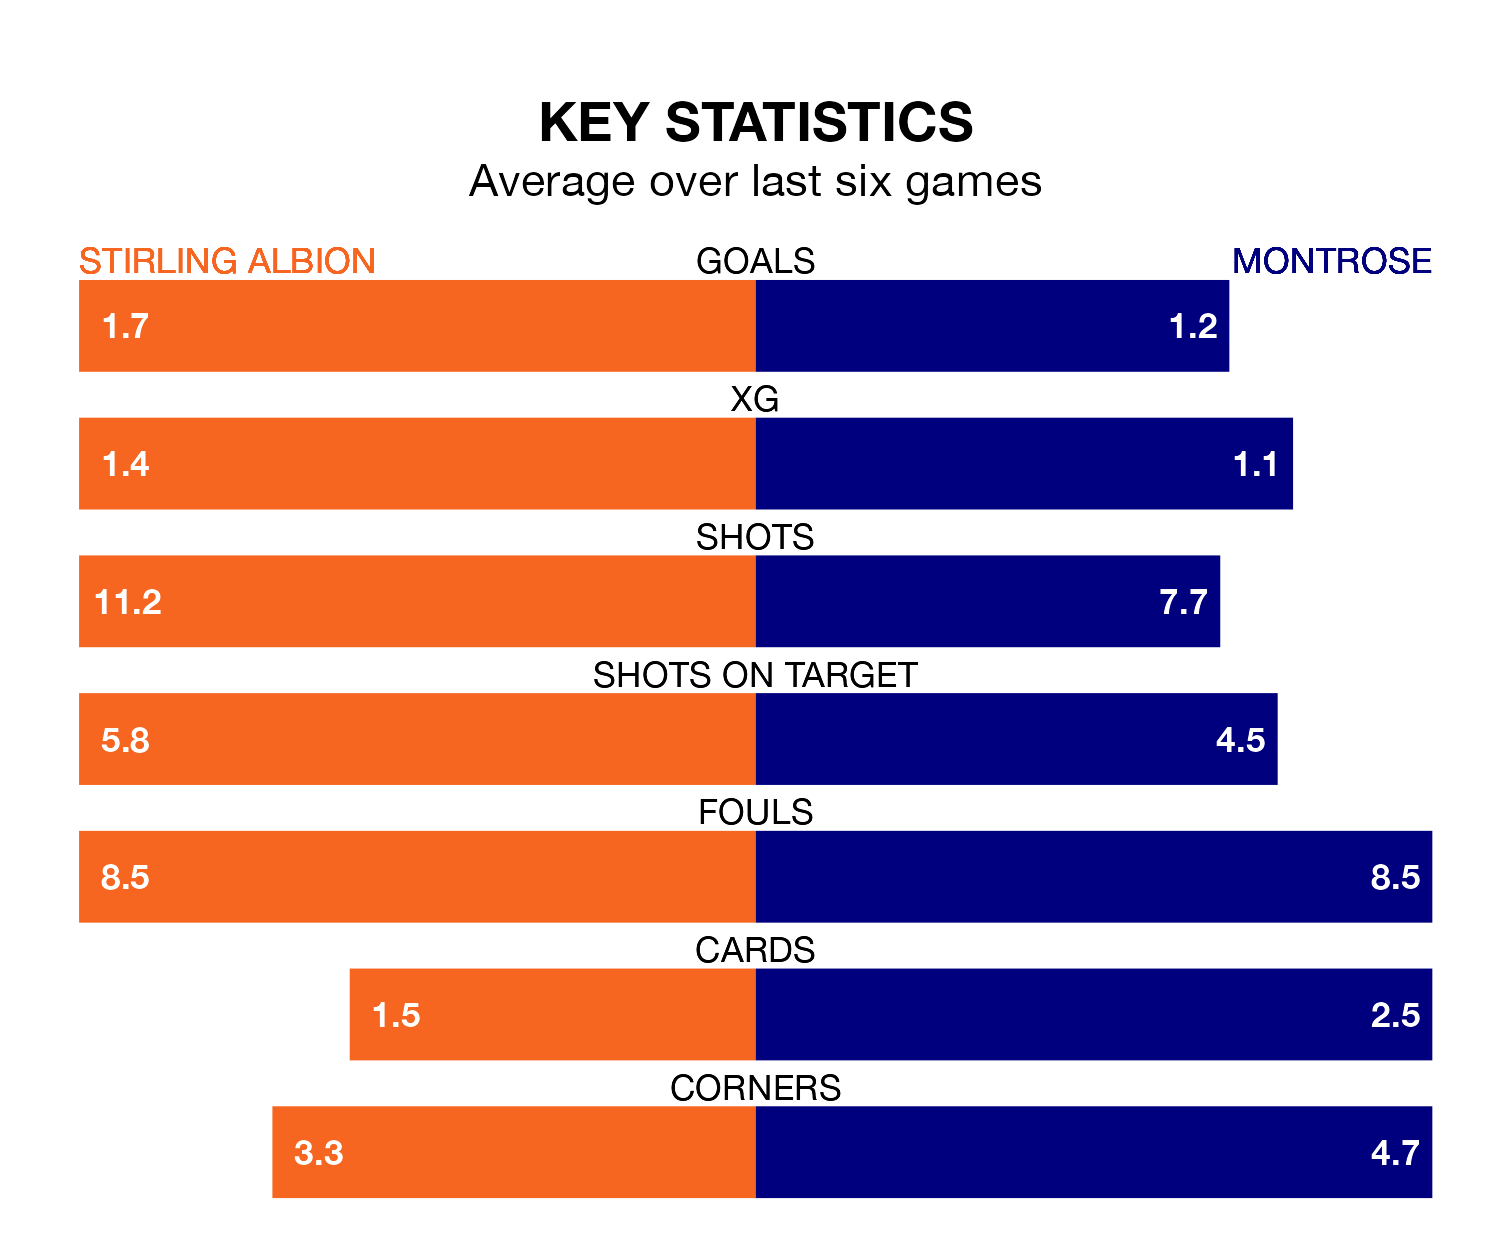 KEY STATISTICS
Average over last six games
STIRLING ALBION GOALS MONTROSE
1.7 1.2
XG
1.4 1.1
SHOTS
11.2 7.7
SHOTS ON TARGET
5.8 4.5
FOULS
8.5 8.5
CARDS
1.5 2.5
CORNERS
3.3 4.7